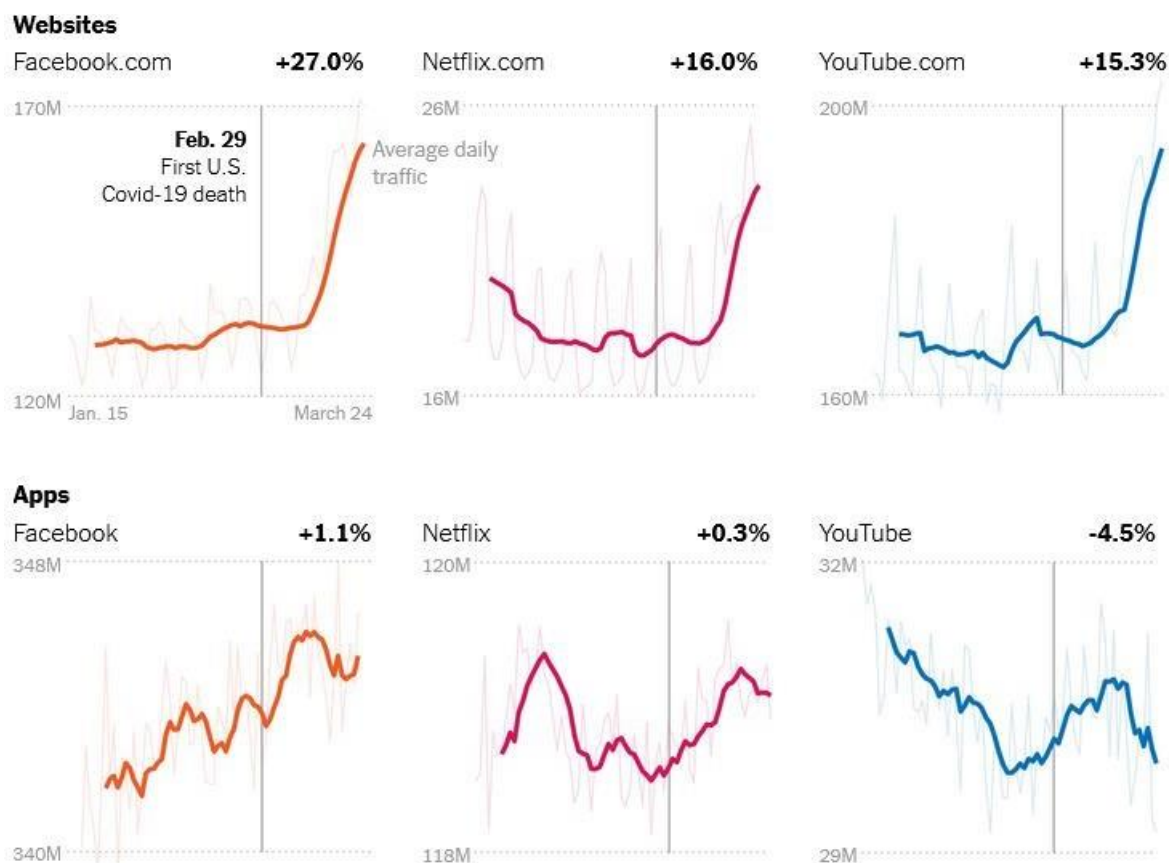 Websites
Facebook.com +27.0% Netflix.com +16.0% YouTube.com +15.3%
170M 26M 200M
Feb. 29
First U.S.
Covid-19 death
Average daily
traffic
120M 16M 160M
Jan. 15 March 24
Apps
Facebook +1.1% Netflix +0.3% YouTube -4.5%
348M 120M 32M
340M 118M 29M